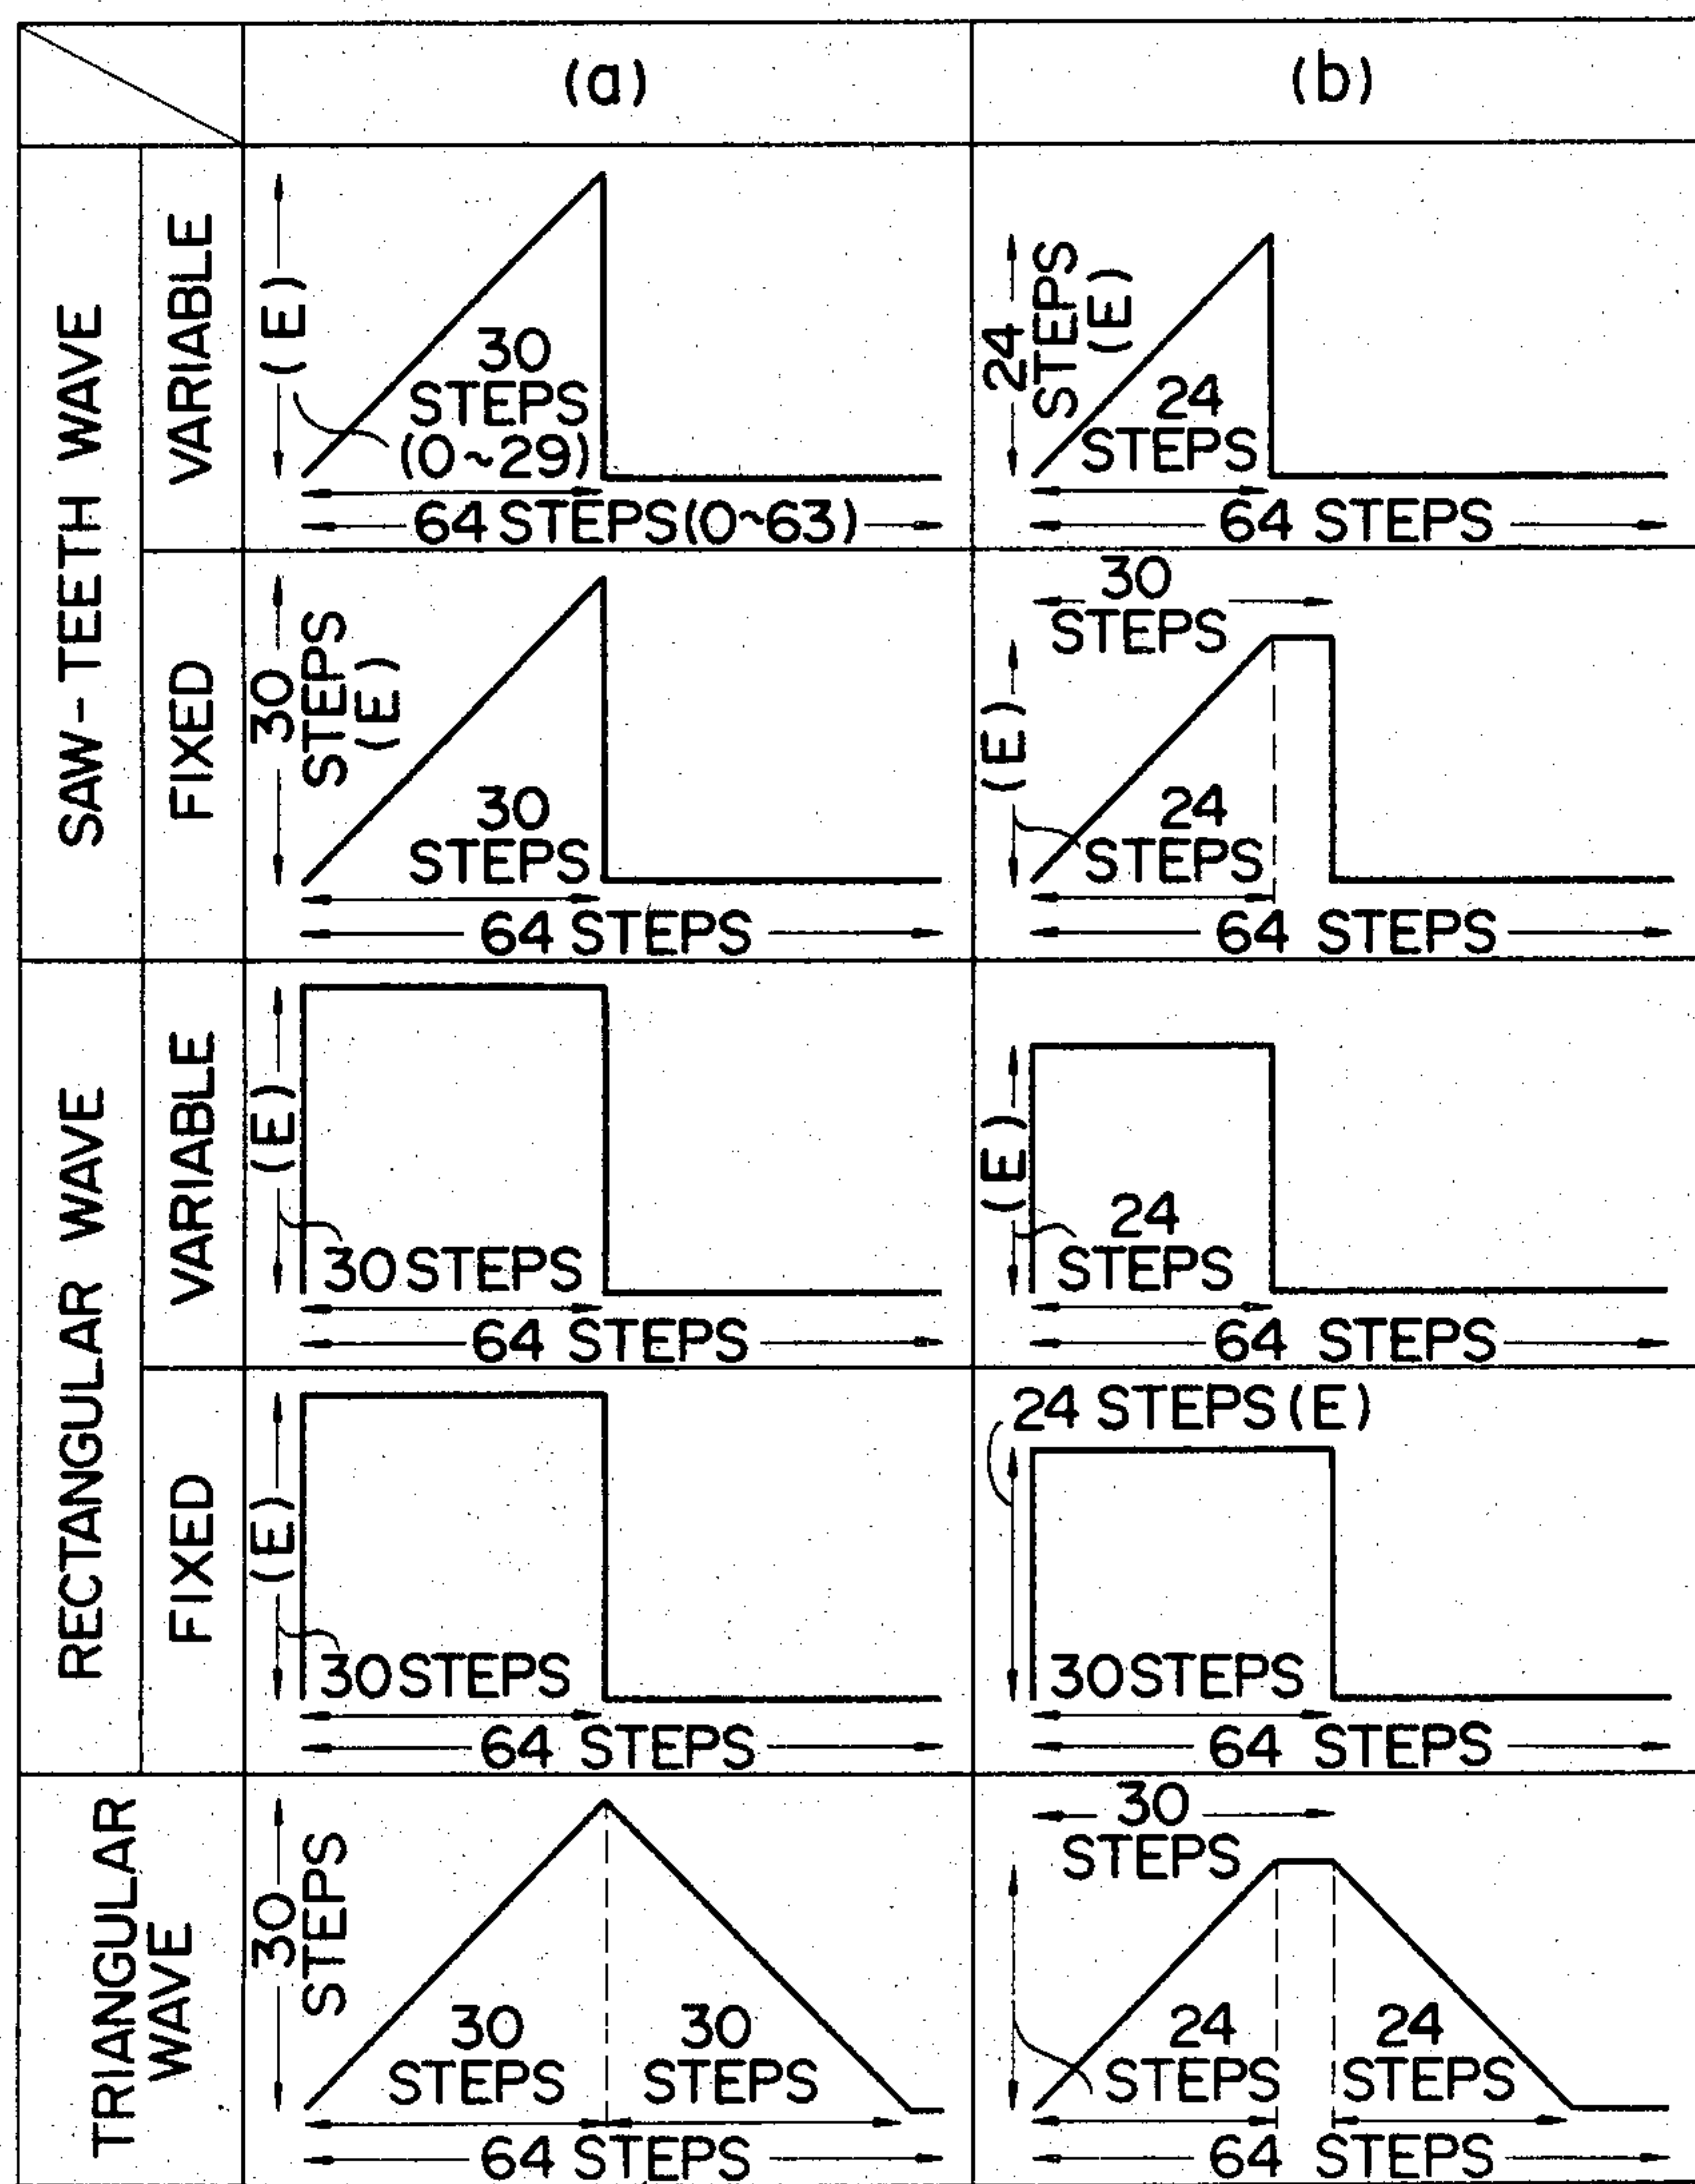 (a)
(b)
SAW-TEETH WAVE
VARIABLE
(E)
30
STEPS
(0~29)
64 STEPS(0~63)
24
STEPS
(E)
24
STEPS
64 STEPS
FIXED
30
STEPS
(E)
30
STEPS
64 STEPS
30
STEPS
(E)
24
STEPS
64 STEPS
RECTANGULAR WAVE
VARIABLE
(E)
30 STEPS
64 STEPS
(E)
24
STEPS
64 STEPS
FIXED
(E)
30 STEPS
64 STEPS
24 STEPS (E)
30 STEPS
64 STEPS
TRIANGULAR
WAVE
30
STEPS
30
STEPS
30
STEPS
64 STEPS
30
STEPS
24
STEPS
24
STEPS
64 STEPS